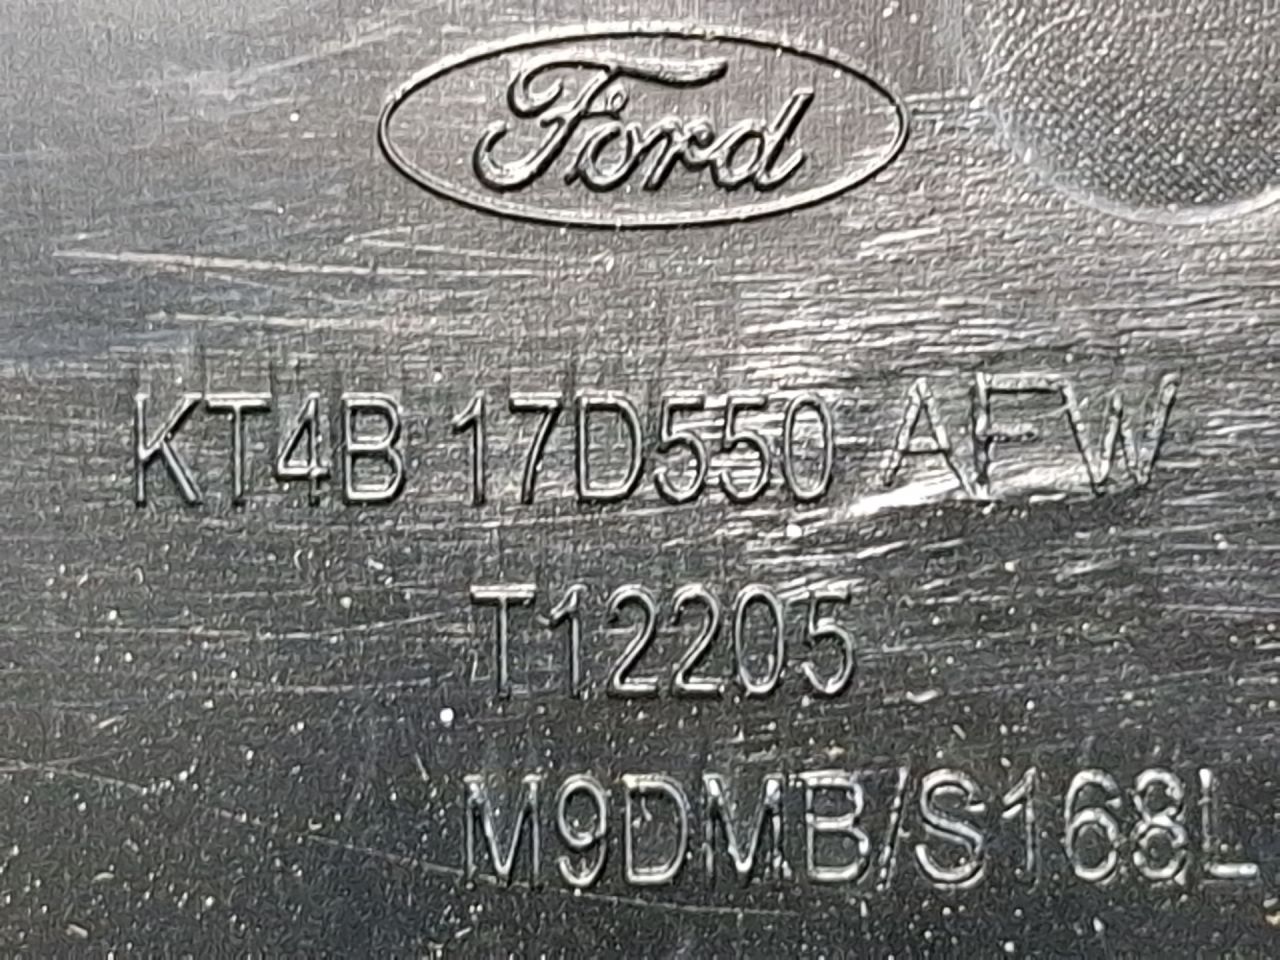 Ford
KT4B 17D550 AFW
T12205
M9DMB/S168L